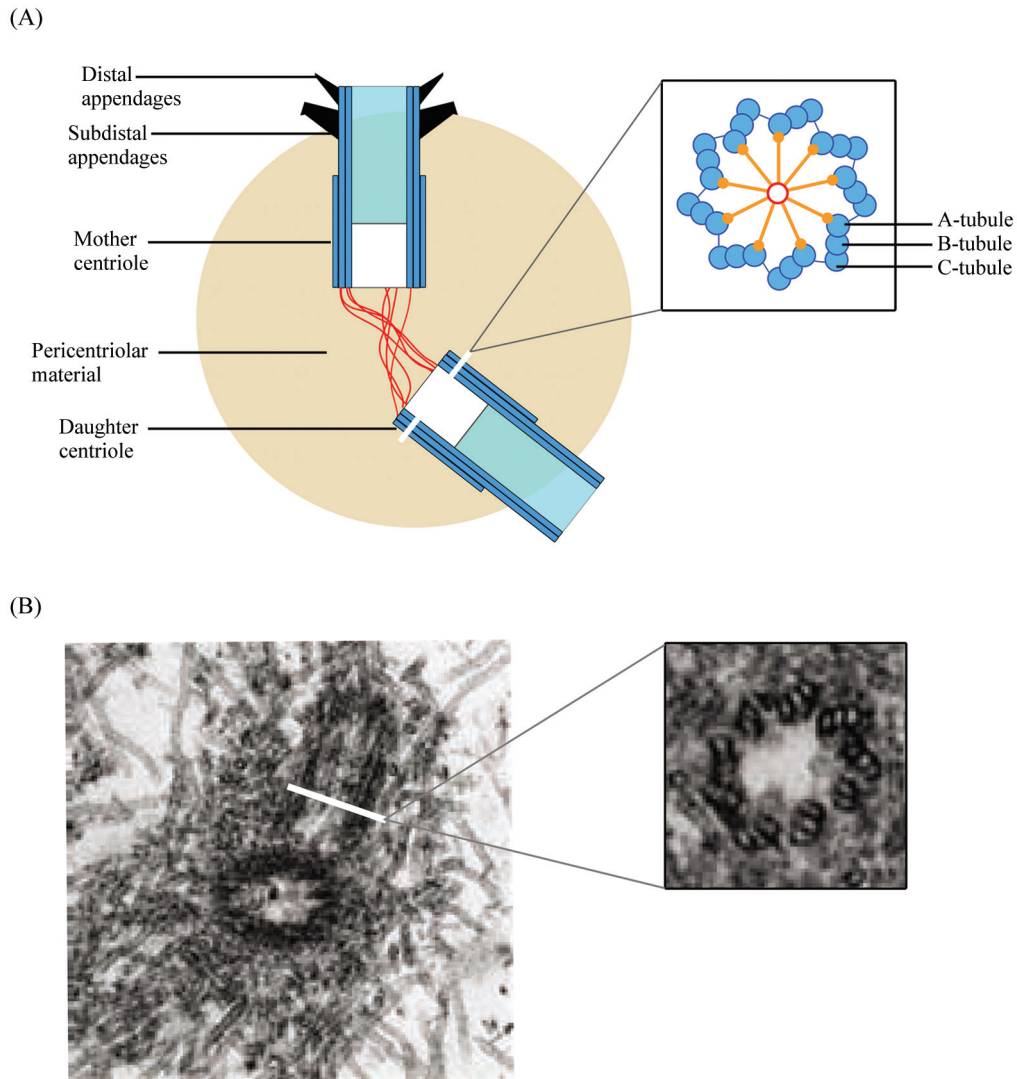 (A)
Distal
appendages
Subdistal
appendages
Mother
centriole
Pericentriolar
material
Daughter
centriole
A-tubule
B-tubule
C-tubule
(B)